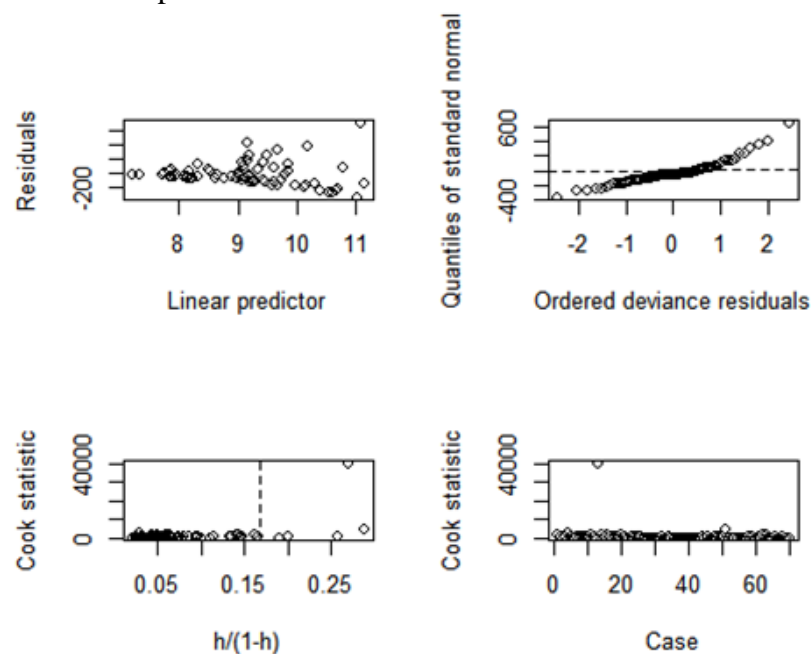 Residuals
-200
8 9 10 11
Linear predictor
Quantiles of standard normal
600
-400
-2 -1 0 1 2
Ordered deviance residuals
Cook statistic
40000
0
0.05 0.15 0.25
h/(1-h)
Cook statistic
40000
0
0 20 40 60
Case